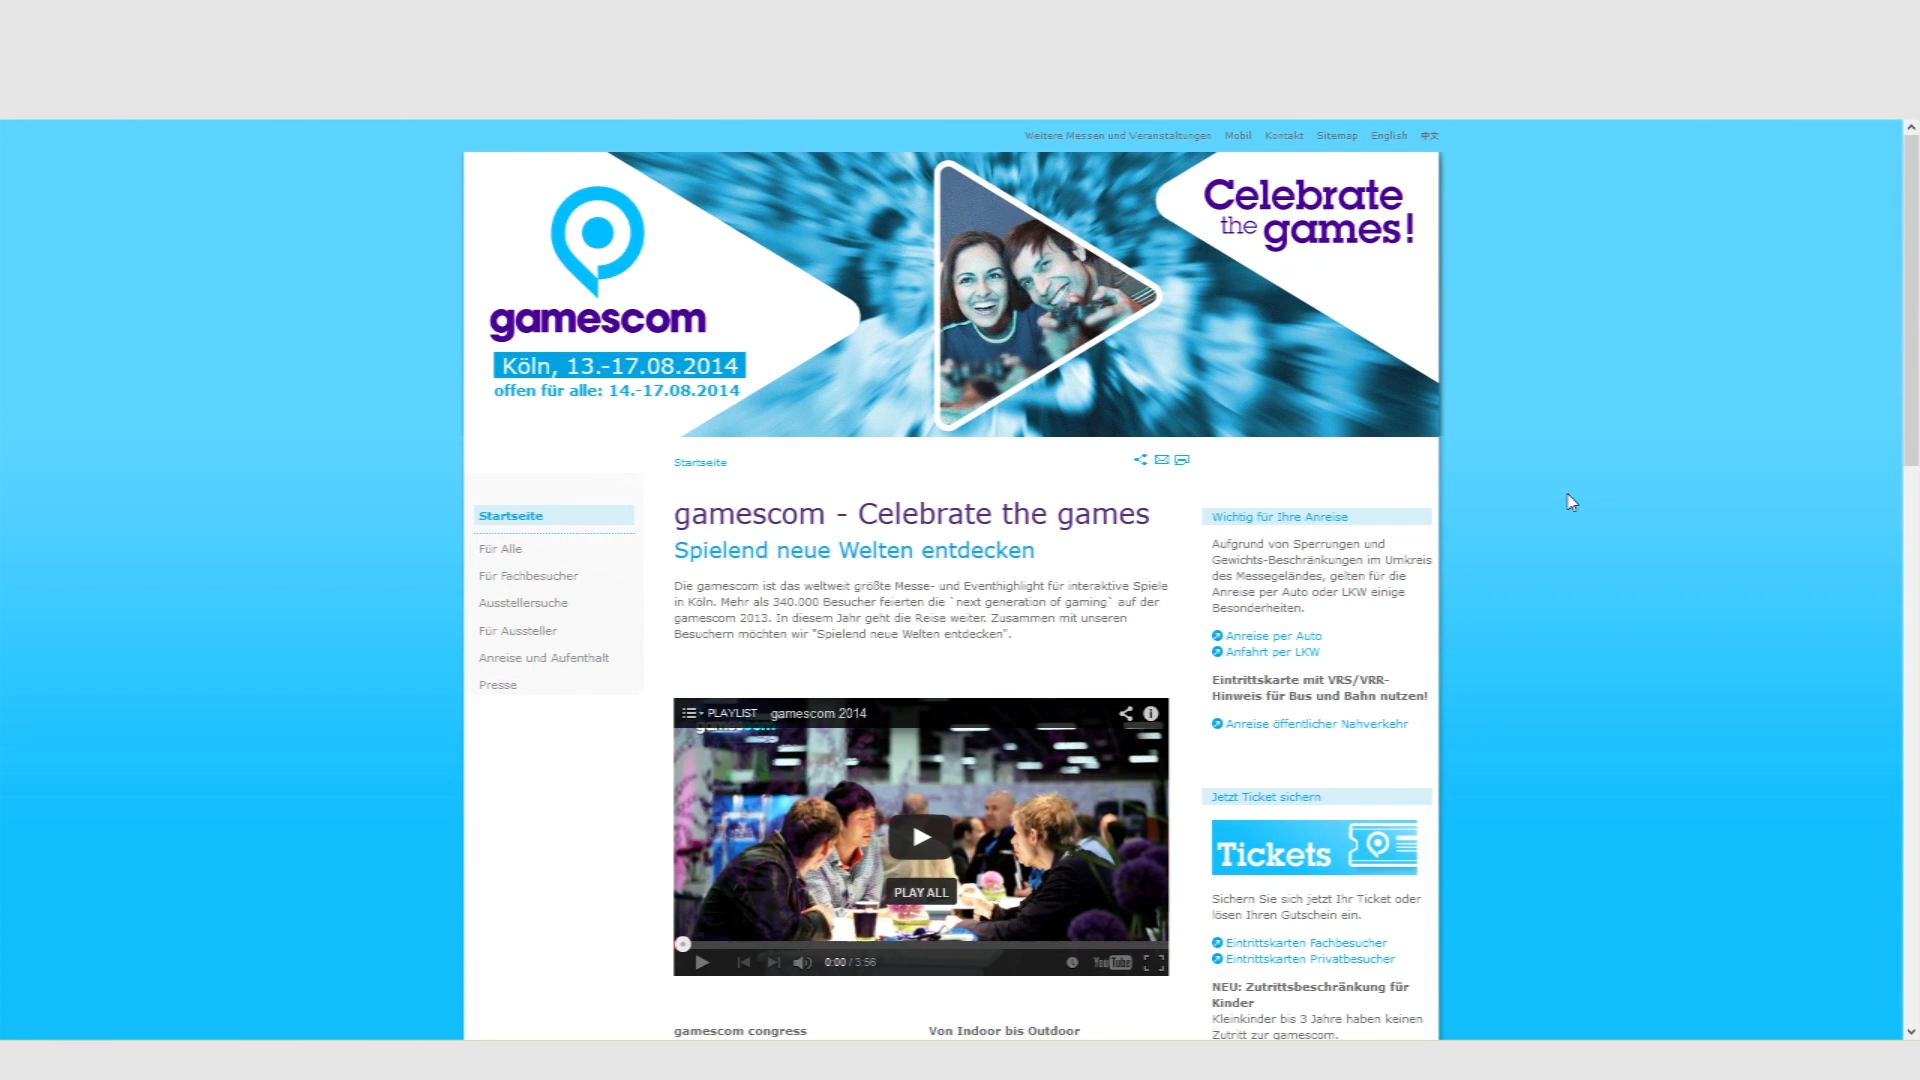 Weitere Messen und Veranstaltungen Mobil Kontakt Sitemap English 中文
Celebrate
the games!
gamescom
Köln, 13.-17.08.2014
offen für alle: 14.-17.08.2014
Startseite
Startseite
Für Alle
Für Fachbesucher
Ausstellersuche
Für Aussteller
Anreise und Aufenthalt
Presse
gamescom - Celebrate the games
Spielend neue Welten entdecken
Die gamescom ist das weltweit größte Messe- und Eventhighlight für interaktive Spiele
in Köln. Mehr als 340.000 Besucher feierten die `next generation of gaming` auf der
gamescom 2013. In diesem Jahr geht die Reise weiter. Zusammen mit unseren
Besuchern möchten wir "Spielend neue Welten entdecken".
PLAYLIST gamescom 2014
gamescom
PLAY ALL
0:00 / 3:56
YouTube
gamescom congress
Von Indoor bis Outdoor
Wichtig für Ihre Anreise
Aufgrund von Sperrungen und
Gewichts-Beschränkungen im Umkreis
des Messegeländes, gelten für die
Anreise per Auto oder LKW einige
Besonderheiten.
Anreise per Auto
Anfahrt per LKW
Eintrittskarte mit VRS/VRR-
Hinweis für Bus und Bahn nutzen!
Anreise öffentlicher Nahverkehr
Jetzt Ticket sichern
Tickets
Sichern Sie sich jetzt Ihr Ticket oder
lösen Ihren Gutschein ein.
Eintrittskarten Fachbesucher
Eintrittskarten Privatbesucher
NEU: Zutrittsbeschränkung für
Kinder
Kleinkinder bis 3 Jahre haben keinen
Zutritt zur gamescom.